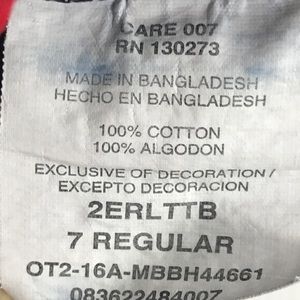 CARE 007
RN 130273
MADE IN BANGLADESH
HECHO EN BANGLADESH
100% COTTON
100% ALGODON
EXCLUSIVE OF DECORATION/
EXCEPTO DECORACION
2ERLTTB
7 REGULAR
OT2-16A-MBBH44661
083622484007